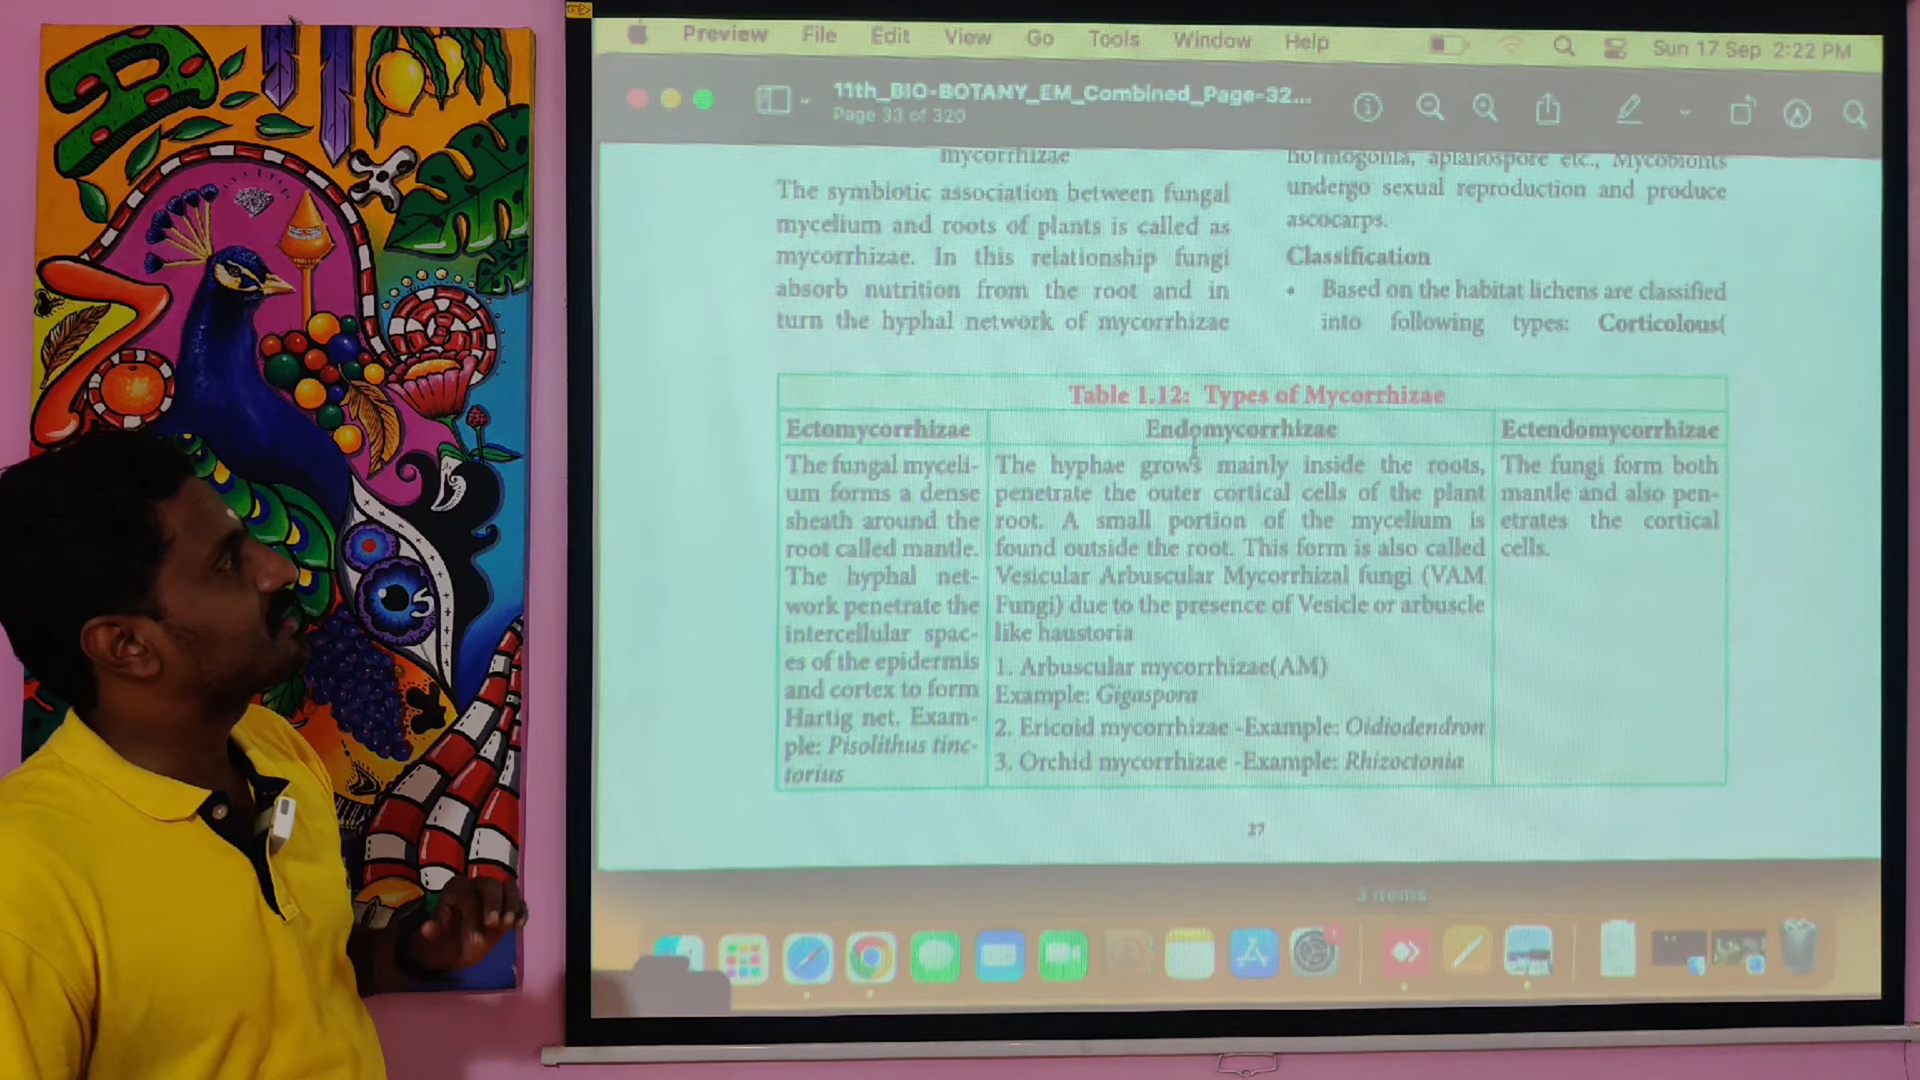 Preview File Edit View Go Tools Window Help Sun 17 Sep 2:22 PM
11th_BIO-BOTANY_EM_Combined_Page-32...
Page 33 of 320
mycorrhizae
The symbiotic association between fungal
mycelium and roots of plants is called as
mycorrhizae. In this relationship fungi
absorb nutrition from the root and in
turn the hyphal network of mycorrhizae
hormogonia, aplanospore etc., Mycobionts
undergo sexual reproduction and produce
ascocarps.
Classification
• Based on the habitat lichens are classified
into following types: Corticolous(
Table 1.12: Types of Mycorrhizae
Ectomycorrhizae
The fungal myceli-
um forms a dense
sheath around the
root called mantle.
The hyphal net-
work penetrate the
intercellular spac-
es of the epidermis
and cortex to form
Hartig net. Exam-
ple: Pisolithus tinc-
torius
Endomycorrhizae
The hyphae grows mainly inside the roots,
penetrate the outer cortical cells of the plant
root. A small portion of the mycelium is
found outside the root. This form is also called
Vesicular Arbuscular Mycorrhizal fungi (VAM
Fungi) due to the presence of Vesicle or arbuscle
like haustoria
1. Arbuscular mycorrhizae(AM)
Example: Gigaspora
2. Ericoid mycorrhizae -Example: Oidiodendron
3. Orchid mycorrhizae -Example: Rhizoctonia
Ectendomycorrhizae
The fungi form both
mantle and also pen-
etrates the cortical
cells.
27
3 items